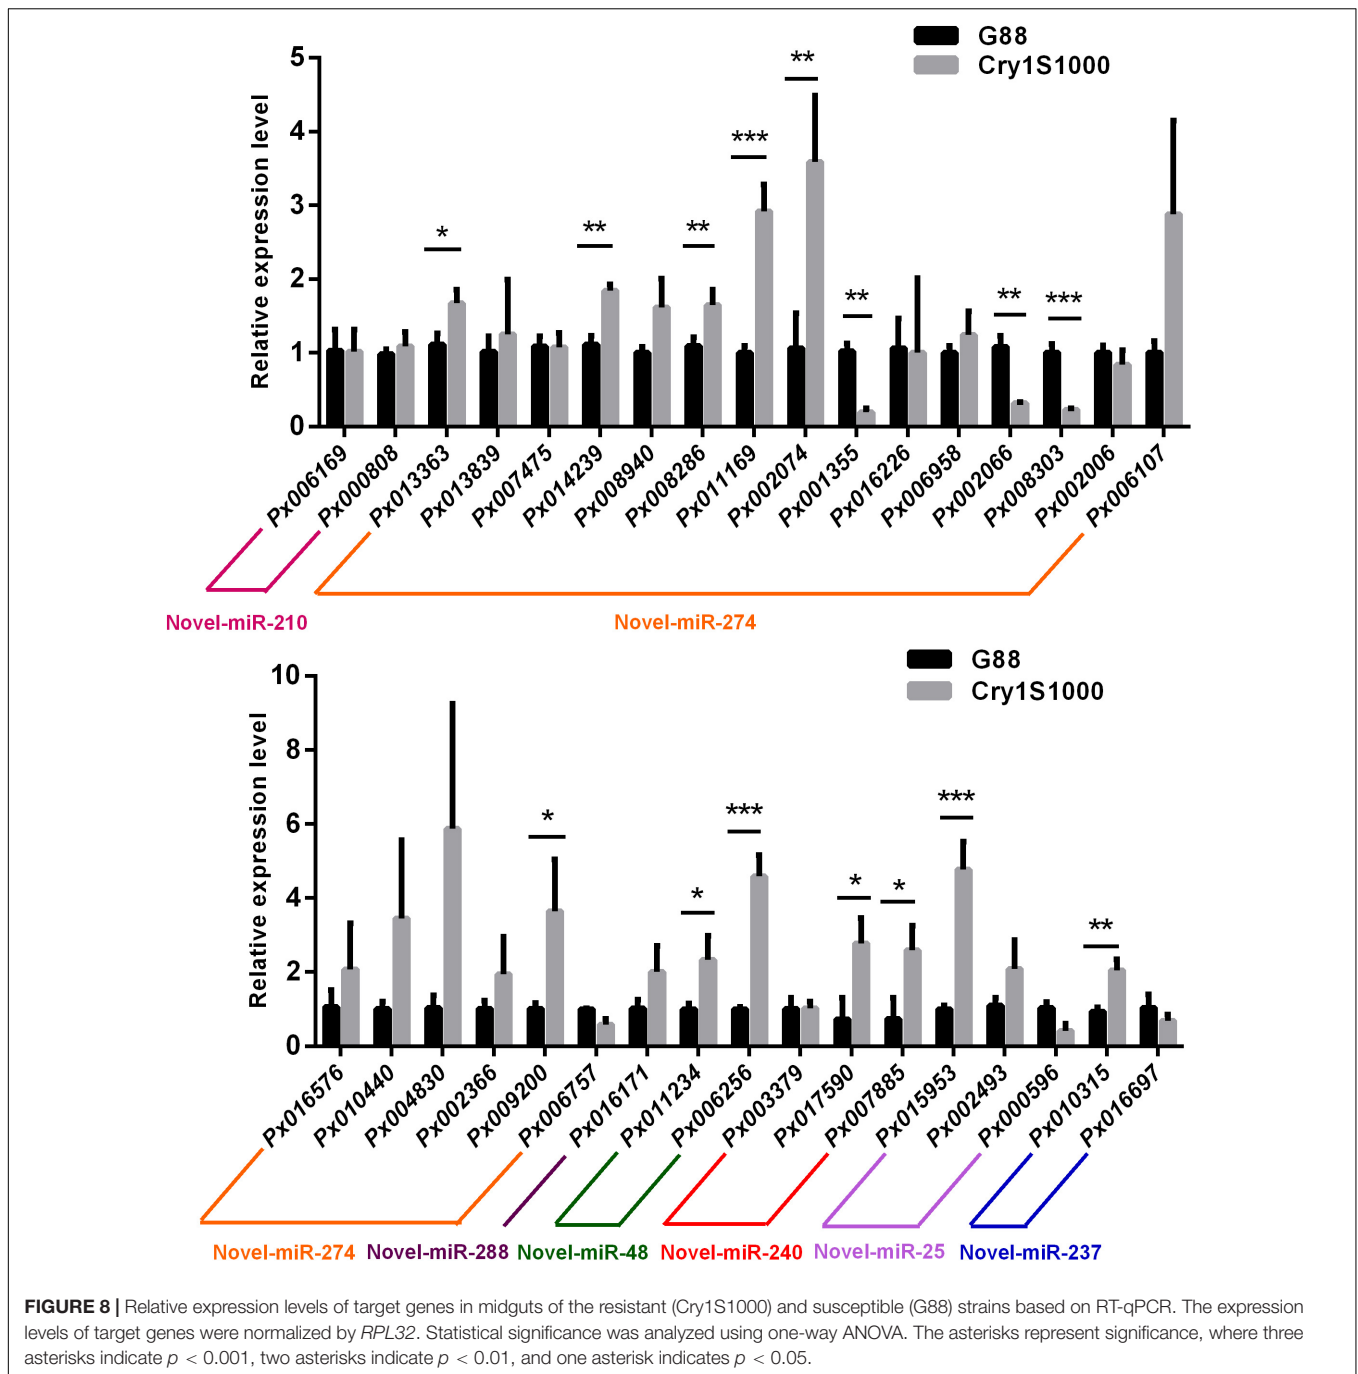 G88
Cry1S1000
Relative expression level
5
4
3
2
1
0
*
**
**
***
**
**
**
***
Px006169
Px000808
Px013363
Px013839
Px007475
Px014239
Px008940
Px008286
Px011169
Px002074
Px001355
Px016226
Px006958
Px002066
Px008303
Px002006
Px006107
Novel-miR-210
Novel-miR-274
G88
Cry1S1000
Relative expression level
10
8
6
4
2
0
*
*
***
*
*
***
**
Px016576
Px010440
Px004830
Px002366
Px009200
Px006757
Px016171
Px011234
Px006256
Px003379
Px017590
Px007885
Px015953
Px002493
Px000596
Px010315
Px016697
Novel-miR-274
Novel-miR-288
Novel-miR-48
Novel-miR-240
Novel-miR-25
Novel-miR-237
FIGURE 8 | Relative expression levels of target genes in midguts of the resistant (Cry1S1000) and susceptible (G88) strains based on RT-qPCR. The expression
levels of target genes were normalized by RPL32. Statistical significance was analyzed using one-way ANOVA. The asterisks represent significance, where three
asterisks indicate p < 0.001, two asterisks indicate p < 0.01, and one asterisk indicates p < 0.05.